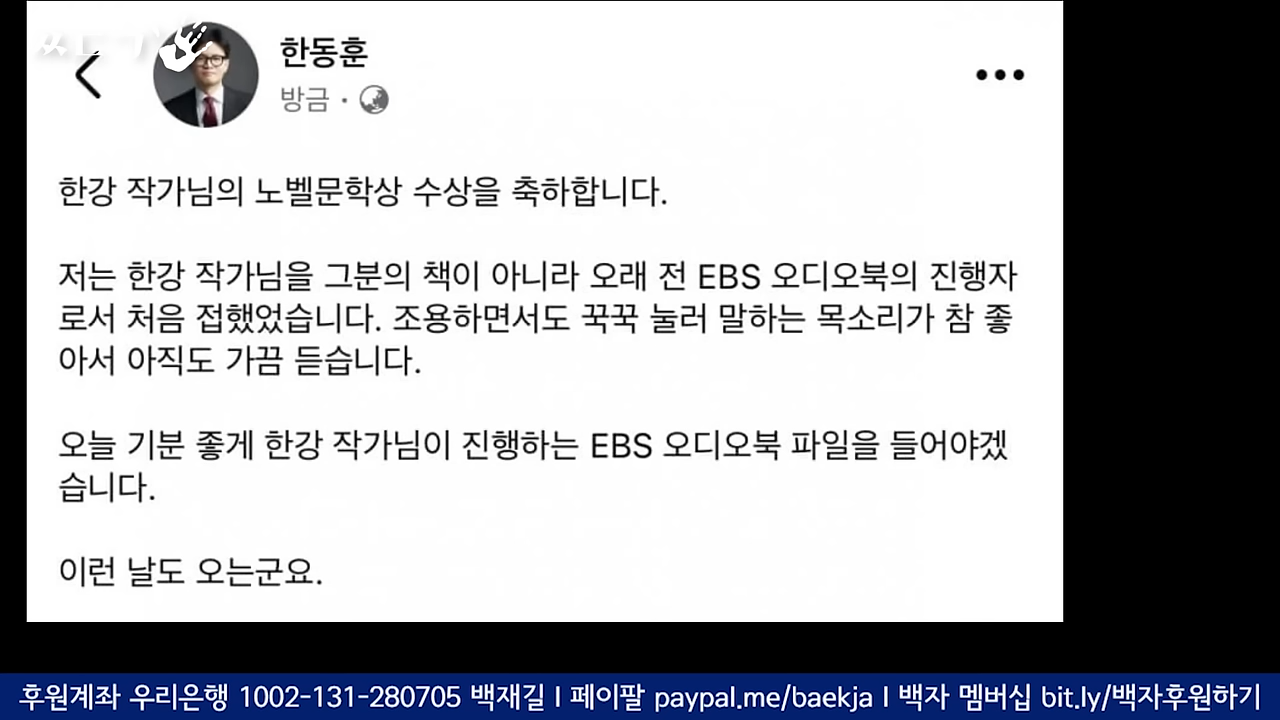 한동훈
방금 ·
한강 작가님의 노벨문학상 수상을 축하합니다.
저는 한강 작가님을 그분의 책이 아니라 오래 전 EBS 오디오북의 진행자
로서 처음 접했었습니다. 조용하면서도 꾹꾹 눌러 말하는 목소리가 참 좋
아서 아직도 가끔 듣습니다.
오늘 기분 좋게 한강 작가님이 진행하는 EBS 오디오북 파일을 들어야겠
습니다.
이런 날도 오는군요.
후원계좌 우리은행 1002-131-280705 백재길 l 페이팔 paypal.me/baekja l 백자 멤버십 bit.ly/백자후원하기